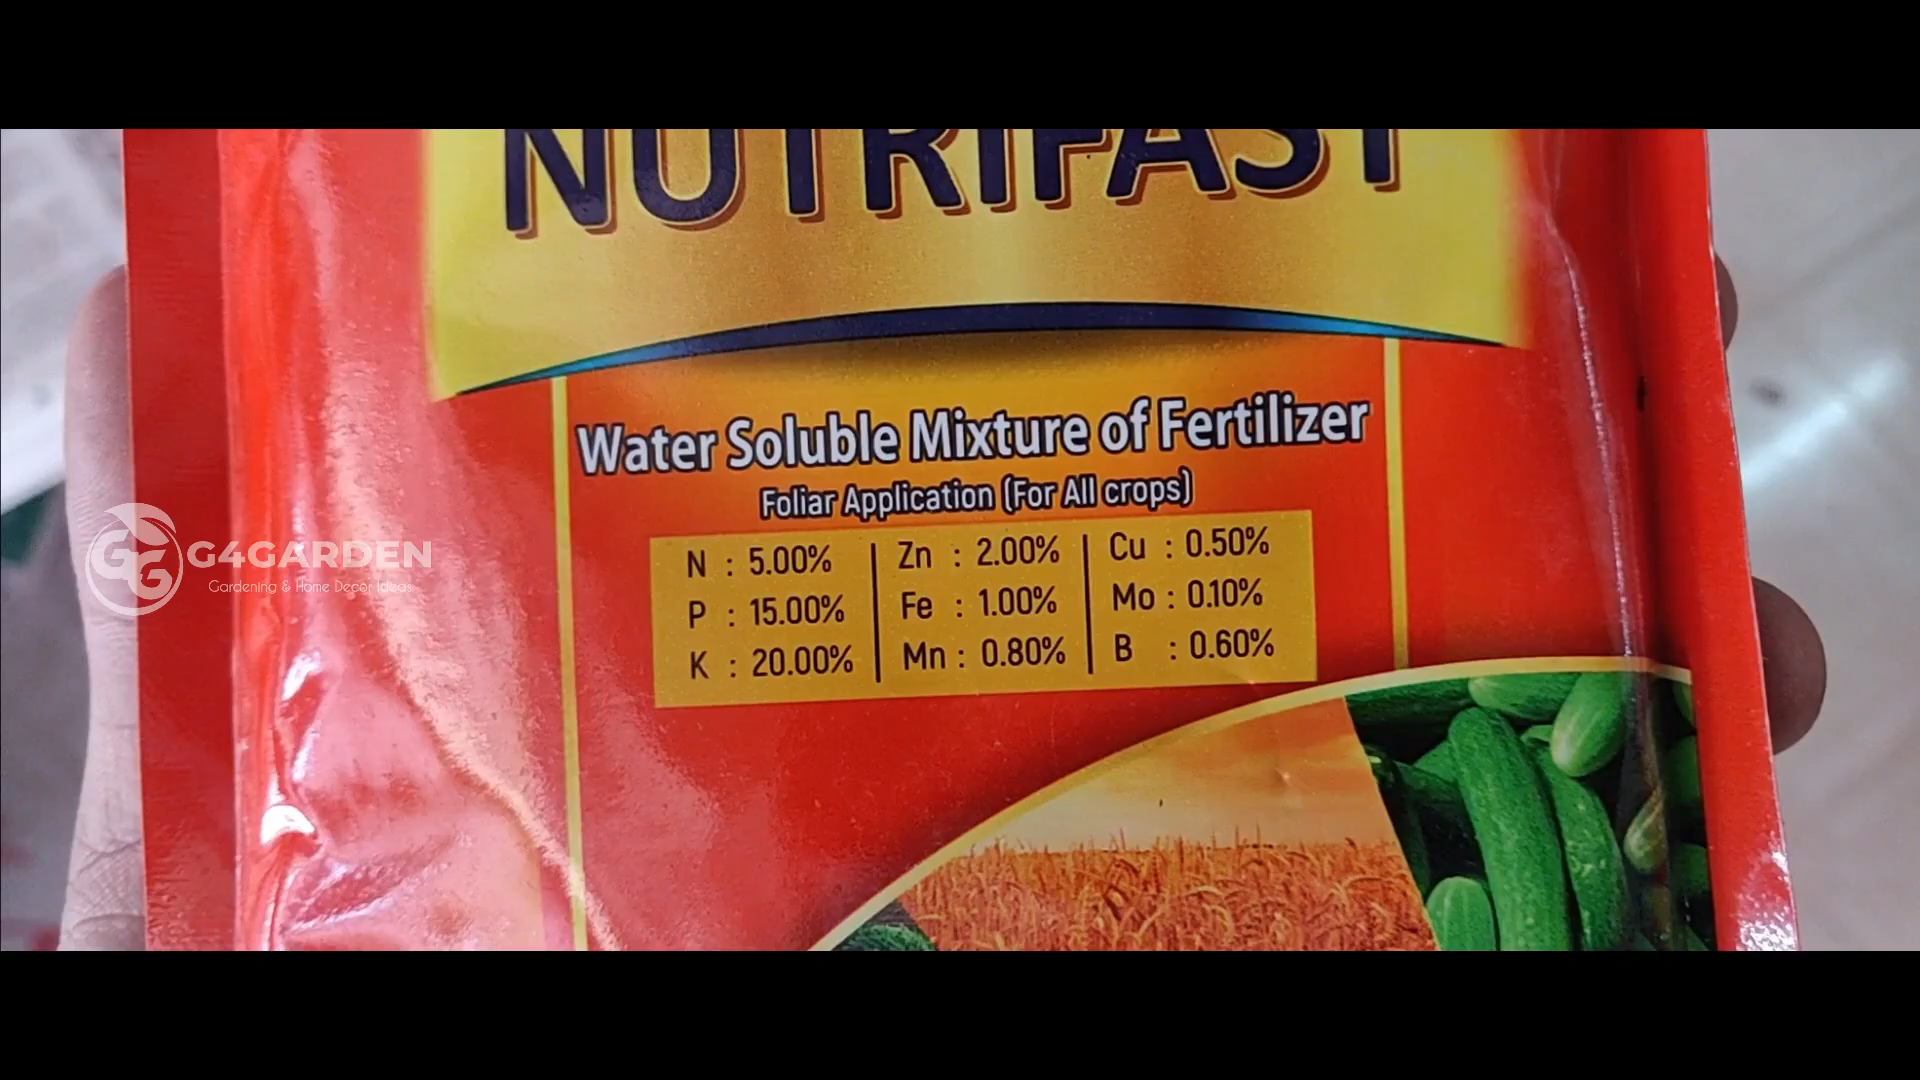 NUTRIFAST
Water Soluble Mixture of Fertilizer
Foliar Application (For All crops)
N : 5.00% Zn : 2.00% Cu : 0.50%
P : 15.00% Fe : 1.00% Mo : 0.10%
K : 20.00% Mn : 0.80% B : 0.60%
GG G4GARDEN
Gardening & Home Decor Ideas